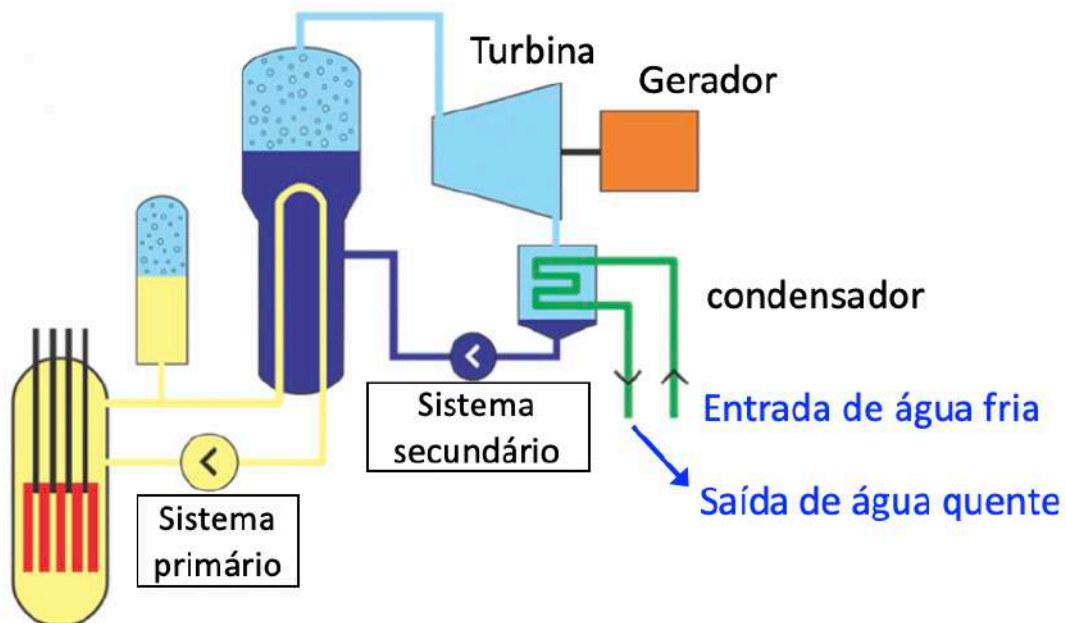 Turbina
Gerador
condensador
Sistema
secundário
Entrada de água fria
Saída de água quente
Sistema
primário